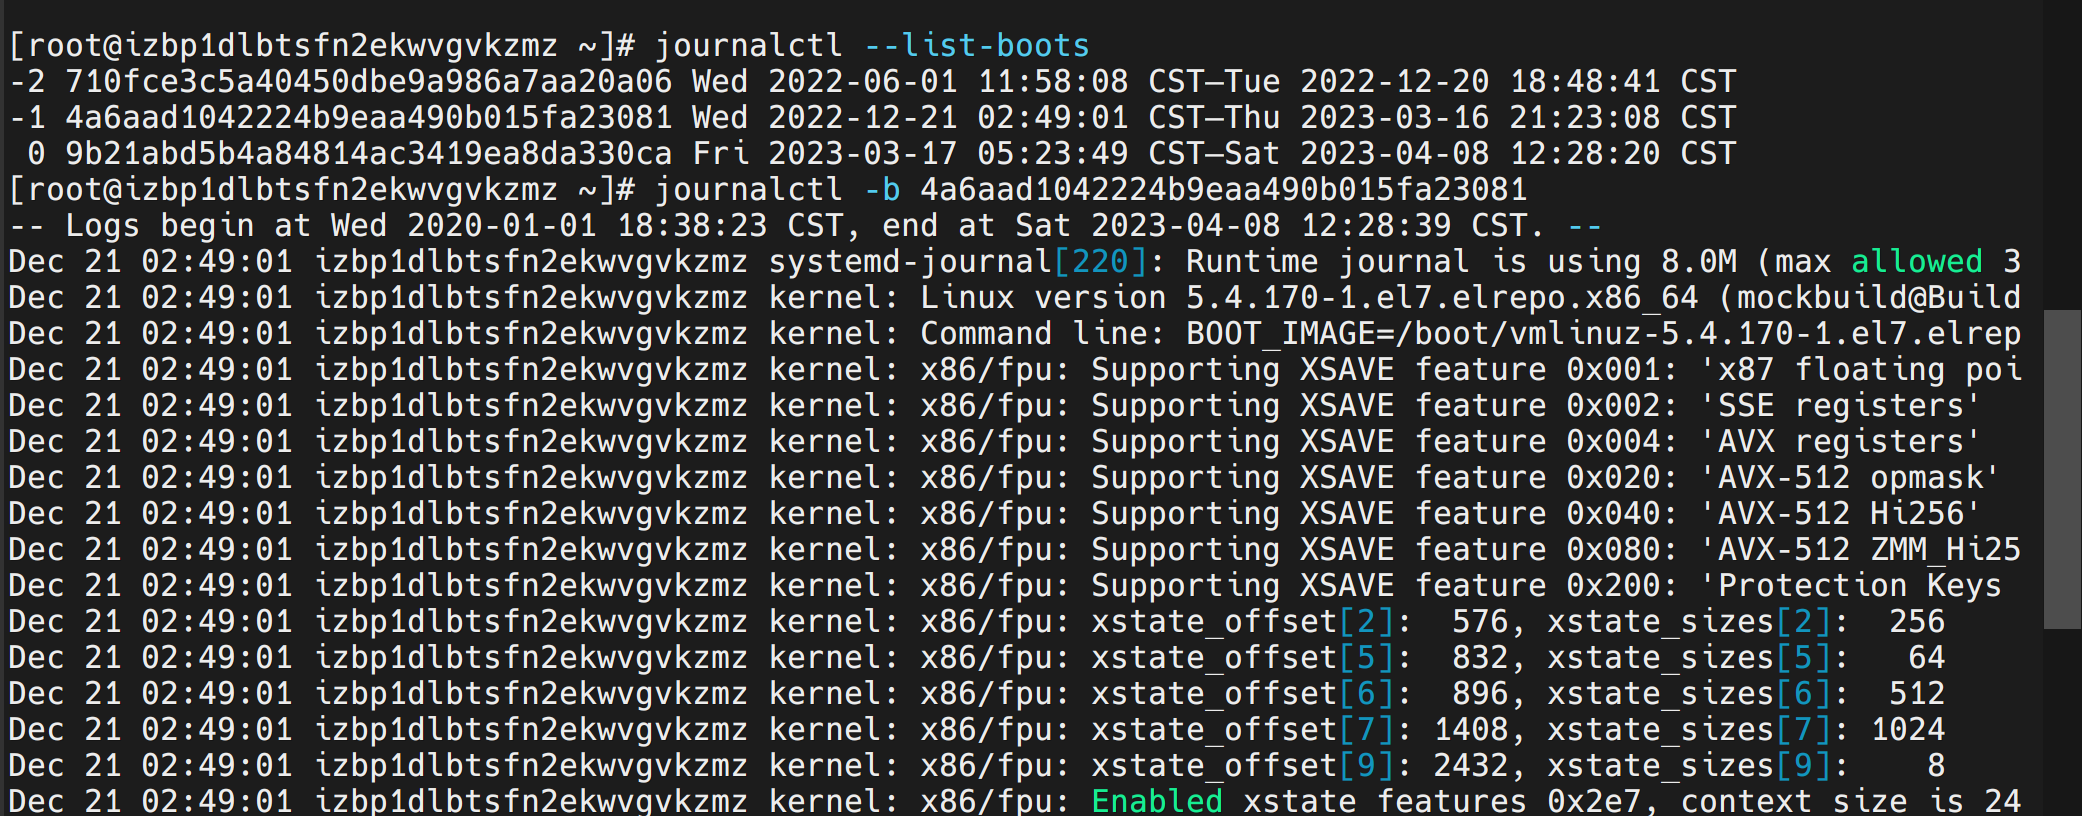 [root@izbp1dlbtsfn2ekwvgvkzmz ~]# journalctl --list-boots
-2 710fce3c5a40450dbe9a986a7aa20a06 Wed 2022-06-01 11:58:08 CST—Tue 2022-12-20 18:48:41 CST
-1 4a6aad1042224b9eaa490b015fa23081 Wed 2022-12-21 02:49:01 CST—Thu 2023-03-16 21:23:08 CST
 0 9b21abd5b4a84814ac3419ea8da330ca Fri 2023-03-17 05:23:49 CST—Sat 2023-04-08 12:28:20 CST
[root@izbp1dlbtsfn2ekwvgvkzmz ~]# journalctl -b 4a6aad1042224b9eaa490b015fa23081
-- Logs begin at Wed 2020-01-01 18:38:23 CST, end at Sat 2023-04-08 12:28:39 CST. --
Dec 21 02:49:01 izbp1dlbtsfn2ekwvgvkzmz systemd-journal[220]: Runtime journal is using 8.0M (max allowed 3
Dec 21 02:49:01 izbp1dlbtsfn2ekwvgvkzmz kernel: Linux version 5.4.170-1.el7.elrepo.x86_64 (mockbuild@Build
Dec 21 02:49:01 izbp1dlbtsfn2ekwvgvkzmz kernel: Command line: BOOT_IMAGE=/boot/vmlinuz-5.4.170-1.el7.elrep
Dec 21 02:49:01 izbp1dlbtsfn2ekwvgvkzmz kernel: x86/fpu: Supporting XSAVE feature 0x001: 'x87 floating poi
Dec 21 02:49:01 izbp1dlbtsfn2ekwvgvkzmz kernel: x86/fpu: Supporting XSAVE feature 0x002: 'SSE registers'
Dec 21 02:49:01 izbp1dlbtsfn2ekwvgvkzmz kernel: x86/fpu: Supporting XSAVE feature 0x004: 'AVX registers'
Dec 21 02:49:01 izbp1dlbtsfn2ekwvgvkzmz kernel: x86/fpu: Supporting XSAVE feature 0x020: 'AVX-512 opmask'
Dec 21 02:49:01 izbp1dlbtsfn2ekwvgvkzmz kernel: x86/fpu: Supporting XSAVE feature 0x040: 'AVX-512 Hi256'
Dec 21 02:49:01 izbp1dlbtsfn2ekwvgvkzmz kernel: x86/fpu: Supporting XSAVE feature 0x080: 'AVX-512 ZMM_Hi25
Dec 21 02:49:01 izbp1dlbtsfn2ekwvgvkzmz kernel: x86/fpu: Supporting XSAVE feature 0x200: 'Protection Keys
Dec 21 02:49:01 izbp1dlbtsfn2ekwvgvkzmz kernel: x86/fpu: xstate_offset[2]:  576, xstate_sizes[2]:  256
Dec 21 02:49:01 izbp1dlbtsfn2ekwvgvkzmz kernel: x86/fpu: xstate_offset[5]:  832, xstate_sizes[5]:   64
Dec 21 02:49:01 izbp1dlbtsfn2ekwvgvkzmz kernel: x86/fpu: xstate_offset[6]:  896, xstate_sizes[6]:  512
Dec 21 02:49:01 izbp1dlbtsfn2ekwvgvkzmz kernel: x86/fpu: xstate_offset[7]: 1408, xstate_sizes[7]: 1024
Dec 21 02:49:01 izbp1dlbtsfn2ekwvgvkzmz kernel: x86/fpu: xstate_offset[9]: 2432, xstate_sizes[9]:    8
Dec 21 02:49:01 izbp1dlbtsfn2ekwvgvkzmz kernel: x86/fpu: Enabled xstate features 0x2e7, context size is 24